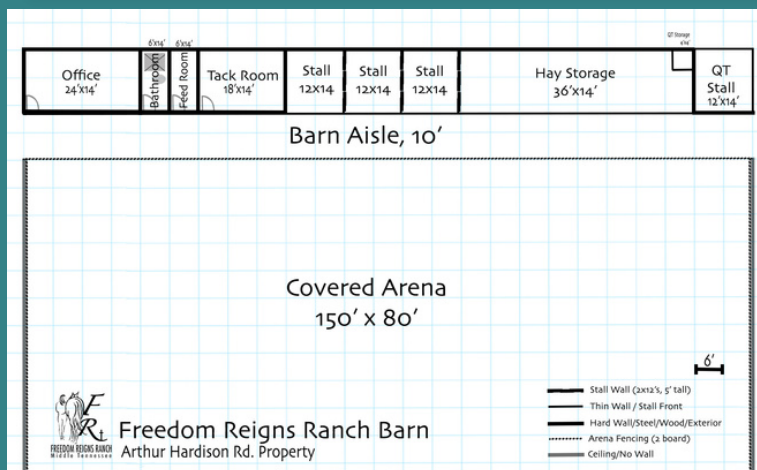 QT Storage
6'x14'
6'x14'
Office
24'x14'
Bathroom
Feed Room
Tack Room
18'x14'
Stall
12x14
Stall
12x14
Stall
12x14
Hay Storage
36'x14'
QT
Stall
12'x14'
Barn Aisle, 10'
Covered Arena
150' x 80'
6'
Stall Wall (2x12's, 5' tall)
Thin Wall / Stall Front
Hard Wall/Steel/Wood/Exterior
Arena Fencing (2 board)
Ceiling/No Wall
FR
FREEDOM REIGNS RANCH
Middle Tennessee
Freedom Reigns Ranch Barn
Arthur Hardison Rd. Property